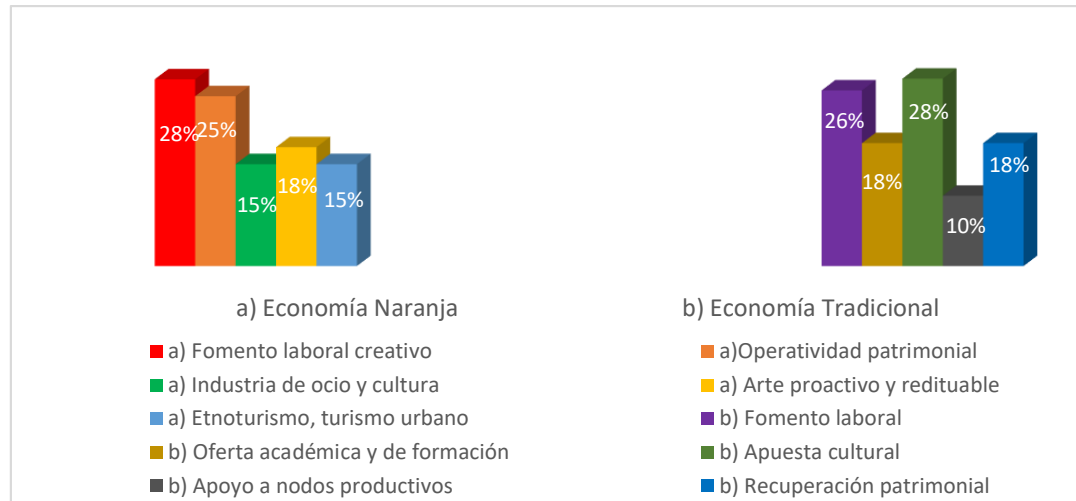 28% 25% 15% 18% 15%
26% 18% 28% 10% 18%
a) Economía Naranja
b) Economía Tradicional
a) Fomento laboral creativo
a)Operatividad patrimonial
a) Industria de ocio y cultura
a) Arte proactivo y redituable
a) Etnoturismo, turismo urbano
b) Fomento laboral
b) Oferta académica y de formación
b) Apuesta cultural
b) Apoyo a nodos productivos
b) Recuperación patrimonial